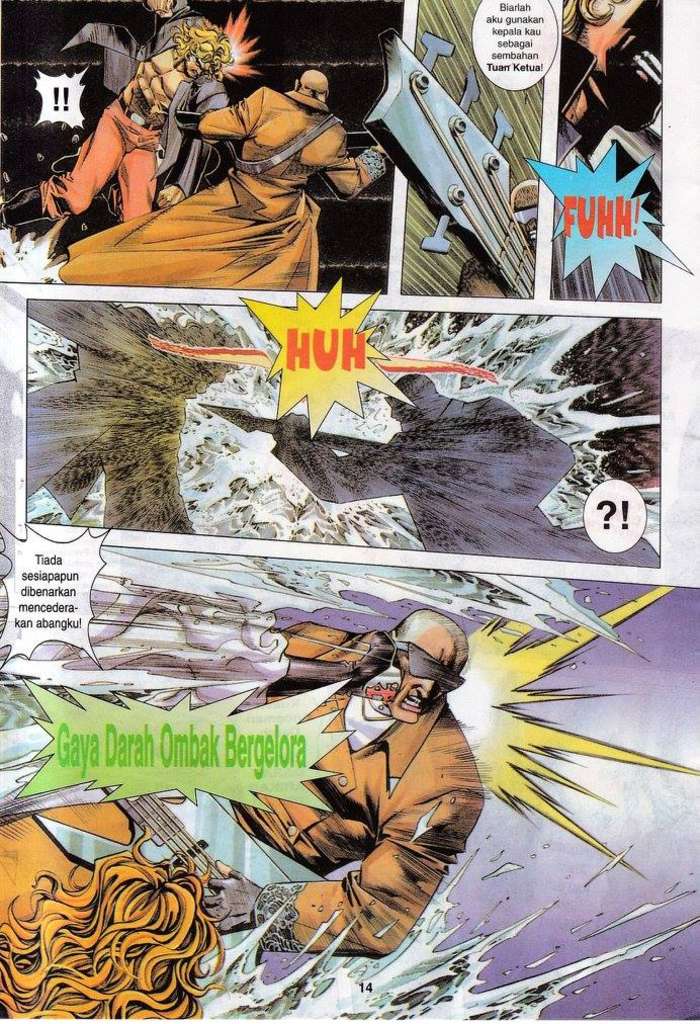 !!
Biarlah
aku gunakan
kepala kau
sebagai
sembahan
Tuan Ketua!
FUHH!
HUH
?!
Tiada
sesiapapun
dibenarkan
mencedera-
kan abangku!
Gaya Darah Ombak Bergelora
14